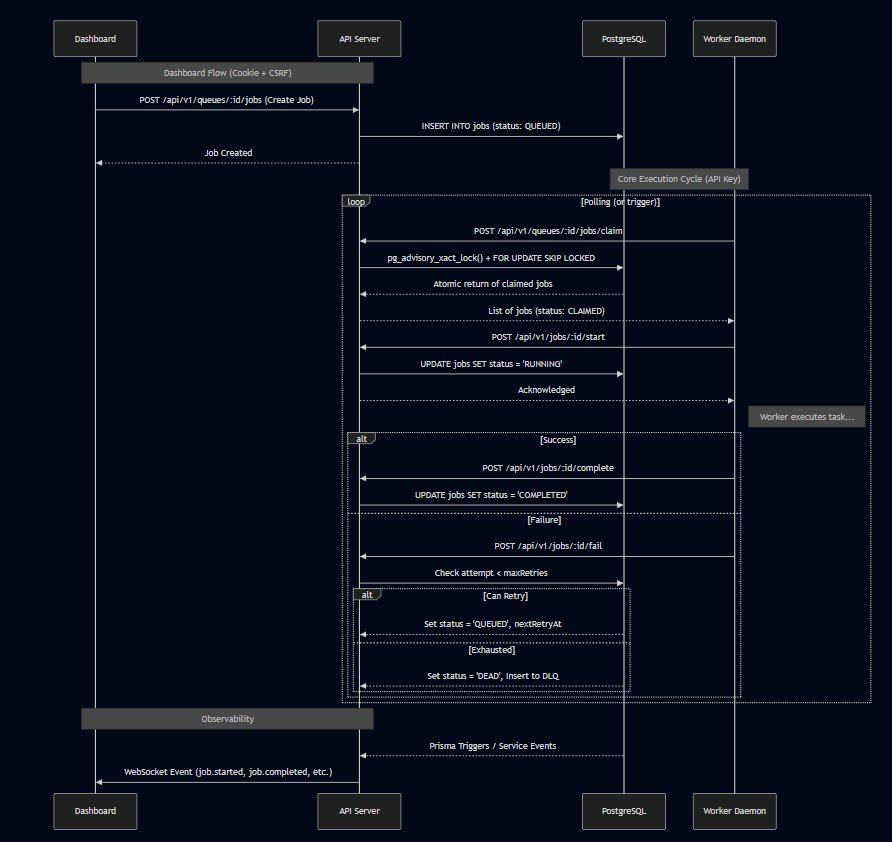 Dashboard
API Server
PostgreSQL
Worker Daemon
Dashboard Flow (Cookie + CSRF)
POST /api/v1/queues/:id/jobs (Create Job)
INSERT INTO jobs (status: QUEUED)
Job Created
Core Execution Cycle (API Key)
loop
[Polling (or trigger)]
POST /api/v1/queues/:id/jobs/claim
pg_advisory_xact_lock() + FOR UPDATE SKIP LOCKED
Atomic return of claimed jobs
List of jobs (status: CLAIMED)
POST /api/v1/jobs/:id/start
UPDATE jobs SET status = 'RUNNING'
Acknowledged
Worker executes task...
alt
[Success]
POST /api/v1/jobs/:id/complete
UPDATE jobs SET status = 'COMPLETED'
[Failure]
POST /api/v1/jobs/:id/fail
Check attempt < maxRetries
alt
[Can Retry]
Set status = 'QUEUED', nextRetryAt
[Exhausted]
Set status = 'DEAD', Insert to DLQ
Observability
Prisma Triggers / Service Events
WebSocket Event (job.started, job.completed, etc.)
Dashboard
API Server
PostgreSQL
Worker Daemon